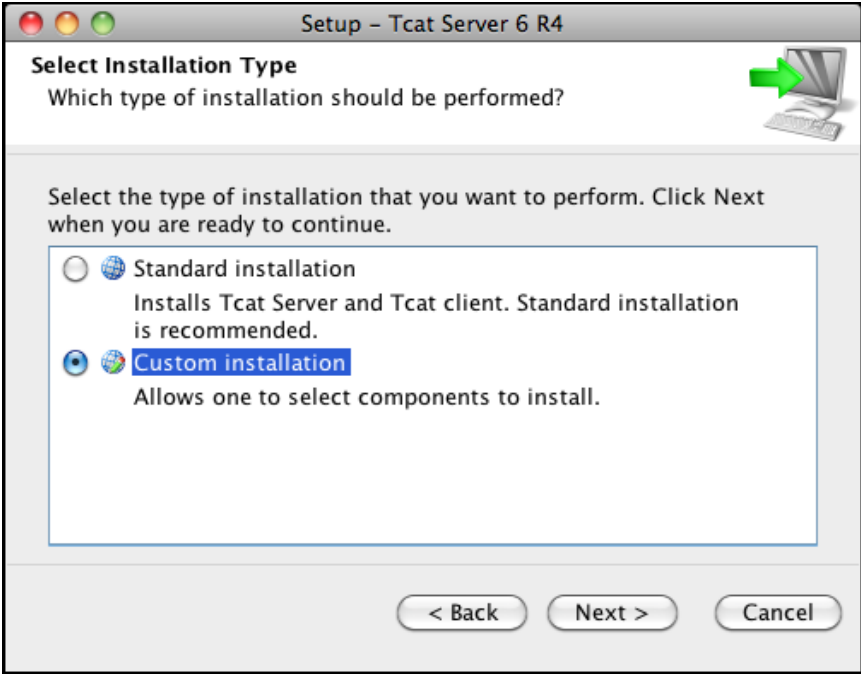 Setup – Tcat Server 6 R4
Select Installation Type
Which type of installation should be performed?
Select the type of installation that you want to perform. Click Next
when you are ready to continue.
Standard installation
Installs Tcat Server and Tcat client. Standard installation
is recommended.
Custom installation
Allows one to select components to install.
< Back
Next >
Cancel